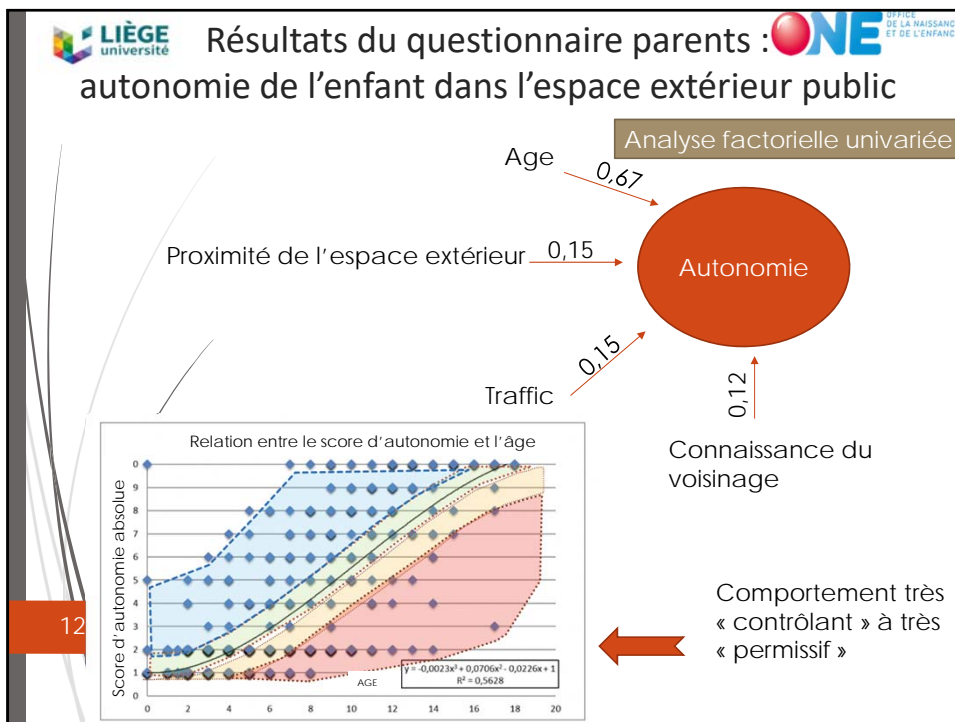 LIÈGE
université
ONE
OFFICE
DE LA NAISSANC
ET DE L'ENFANC
Résultats du questionnaire parents :
autonomie de l'enfant dans l'espace extérieur public
Analyse factorielle univariée
Age
0,67
Proximité de l'espace extérieur
0,15
Autonomie
Traffic
0,15
0,12
Connaissance du
voisinage
Relation entre le score d'autonomie et l'âge
Score d'autonomie absolue
0
9
8
7
6
5
4
3
2
1
0
0 2 4 6 8 10 12 14 16 18 20
AGE
y = -0,0023x³ + 0,0706x² - 0,0226x + 1
R² = 0,5628
Comportement très
« contrôlant » à très
« permissif »
12